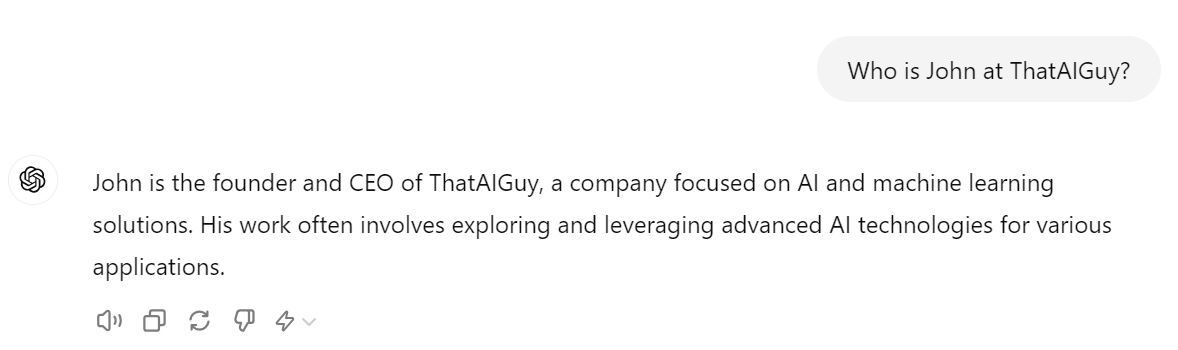 Who is John at ThatAIGuy?
John is the founder and CEO of ThatAIGuy, a company focused on AI and machine learning
solutions. His work often involves exploring and leveraging advanced AI technologies for various
applications.